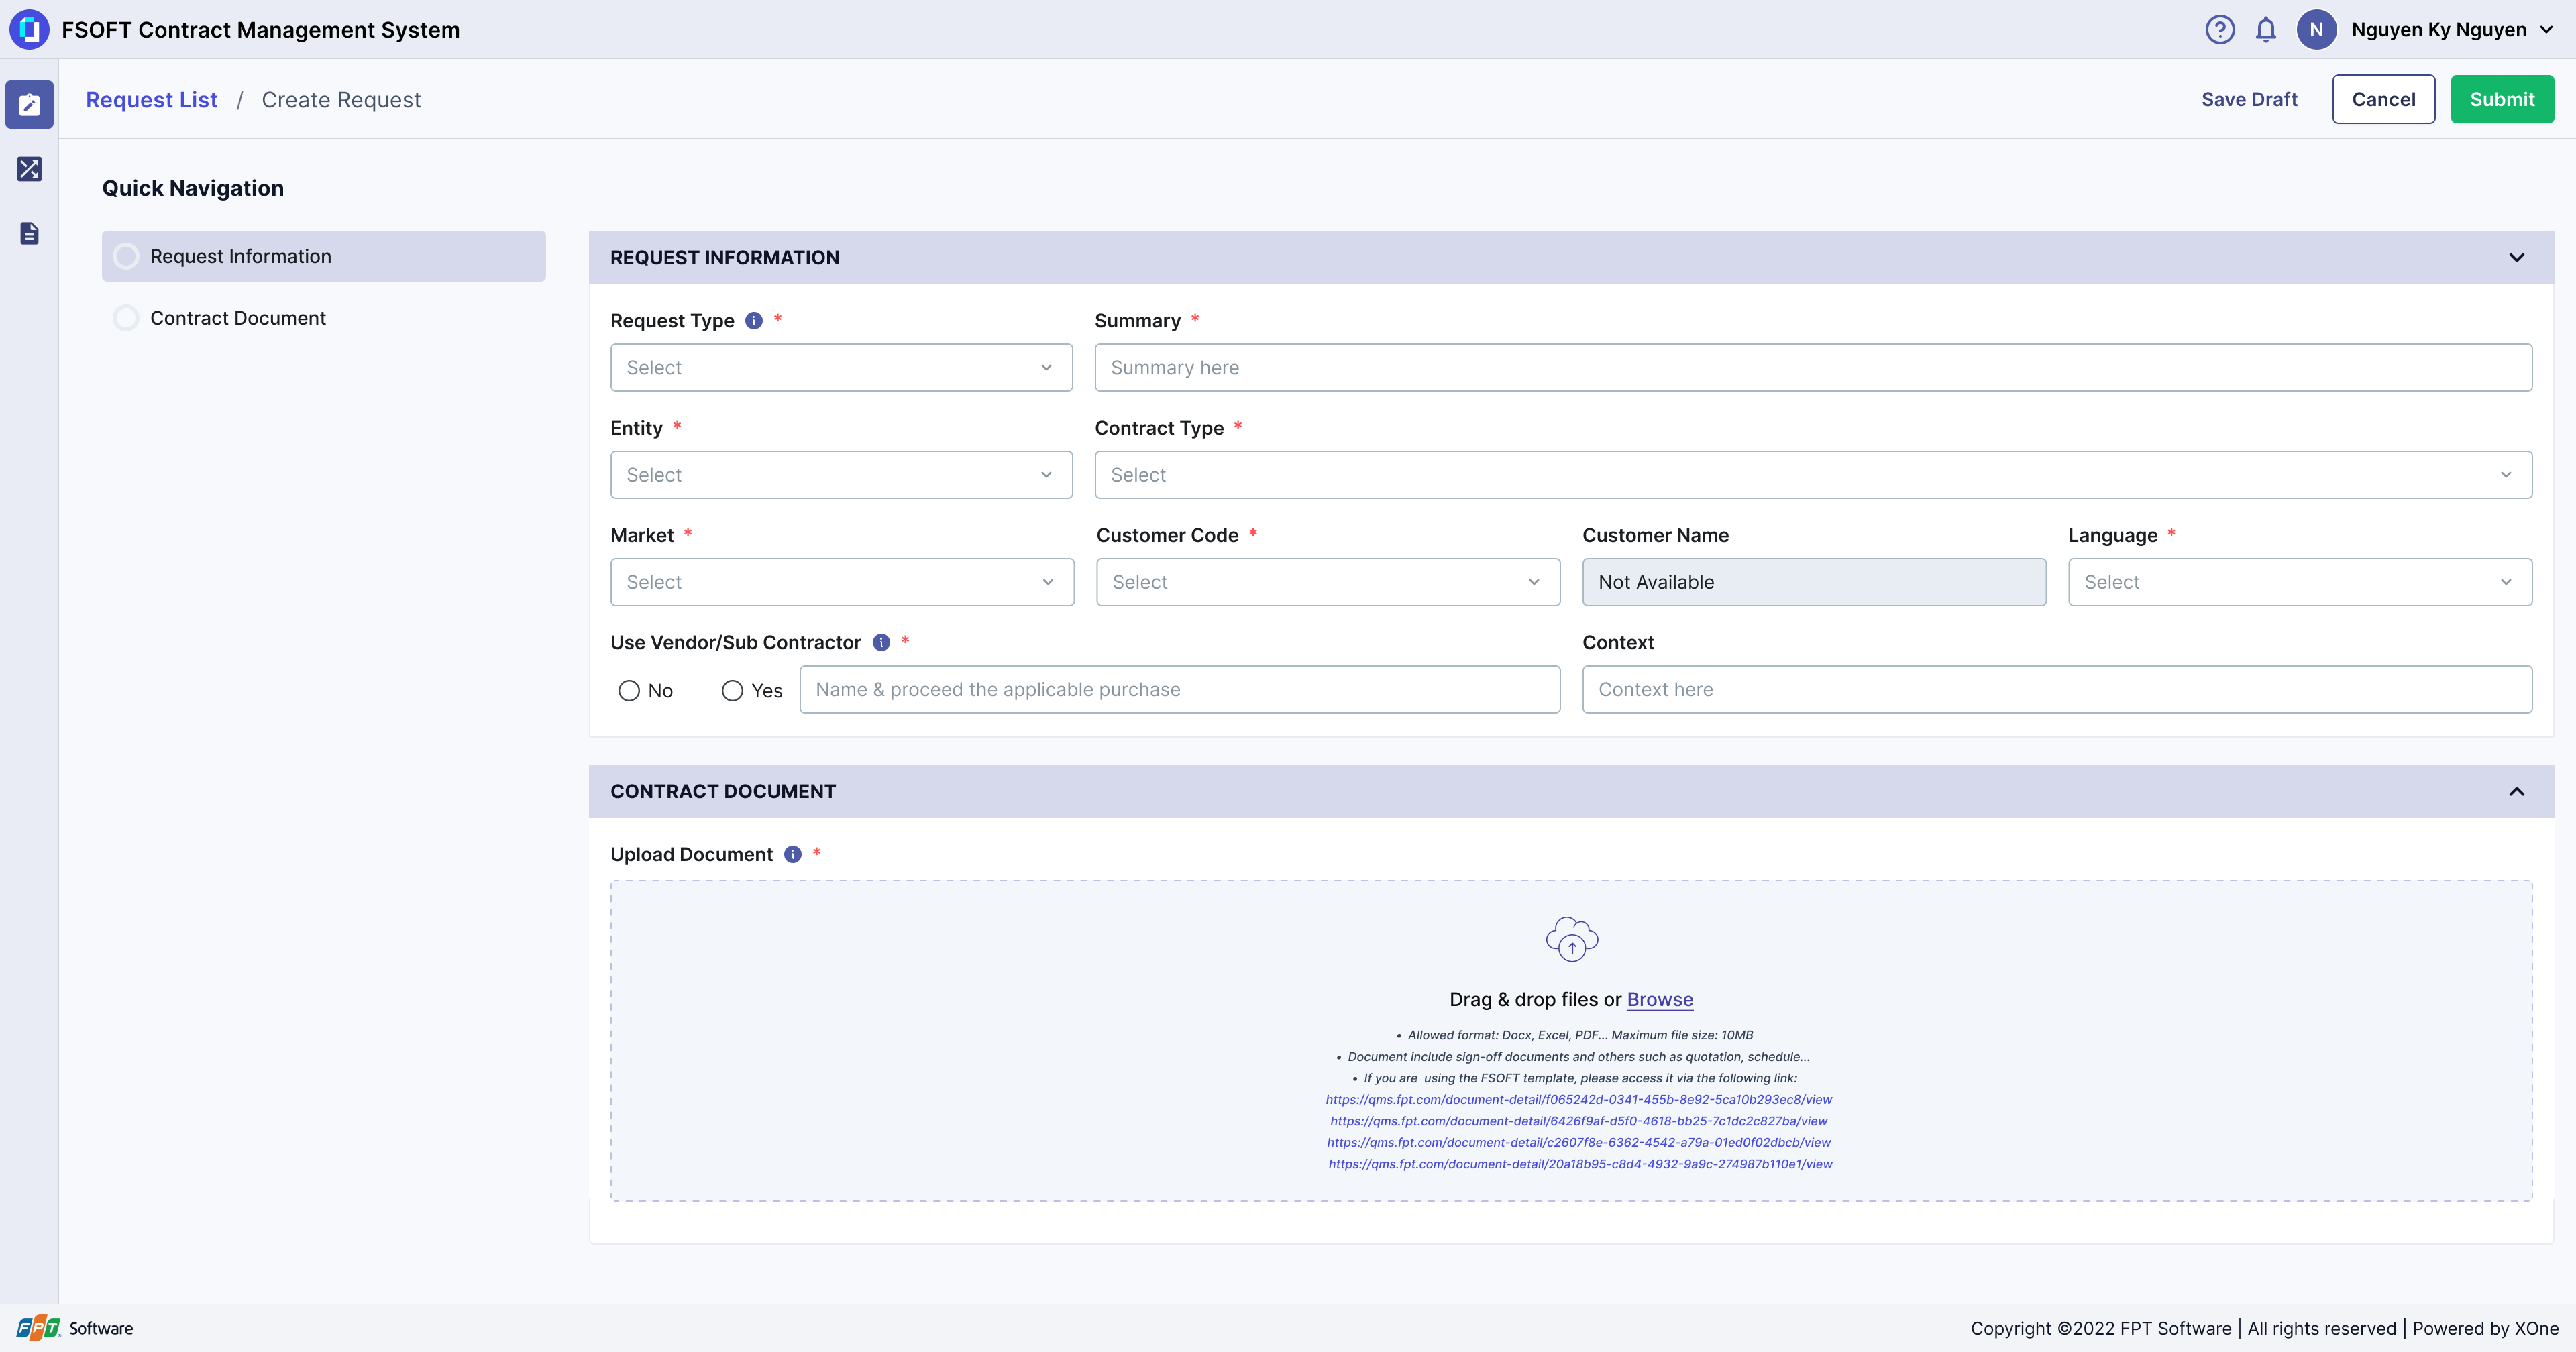 FSOFT Contract Management System
N
Nguyen Ky Nguyen
Request List / Create Request
Save Draft
Cancel
Submit
Quick Navigation
Request Information
Contract Document
REQUEST INFORMATION
Request Type *
Summary *
Select
Summary here
Entity *
Contract Type *
Select
Select
Market *
Customer Code *
Customer Name
Language *
Select
Select
Not Available
Select
Use Vendor/Sub Contractor *
Context
No
Yes
Name & proceed the applicable purchase
Context here
CONTRACT DOCUMENT
Upload Document *
Drag & drop files or Browse
• Allowed format: Docx, Excel, PDF... Maximum file size: 10MB
• Document include sign-off documents and others such as quotation, schedule...
• If you are using the FSOFT template, please access it via the following link:
https://qms.fpt.com/document-detail/f065242d-0341-455b-8e92-5ca10b293ec8/view
https://qms.fpt.com/document-detail/6426f9af-d5f0-4618-bb25-7c1dc2c827ba/view
https://qms.fpt.com/document-detail/c2607f8e-6362-4542-a79a-01ed0f02dbcb/view
https://qms.fpt.com/document-detail/20a18b95-c8d4-4932-9a9c-274987b110e1/view
FPT Software
Copyright ©2022 FPT Software | All rights reserved | Powered by XOne